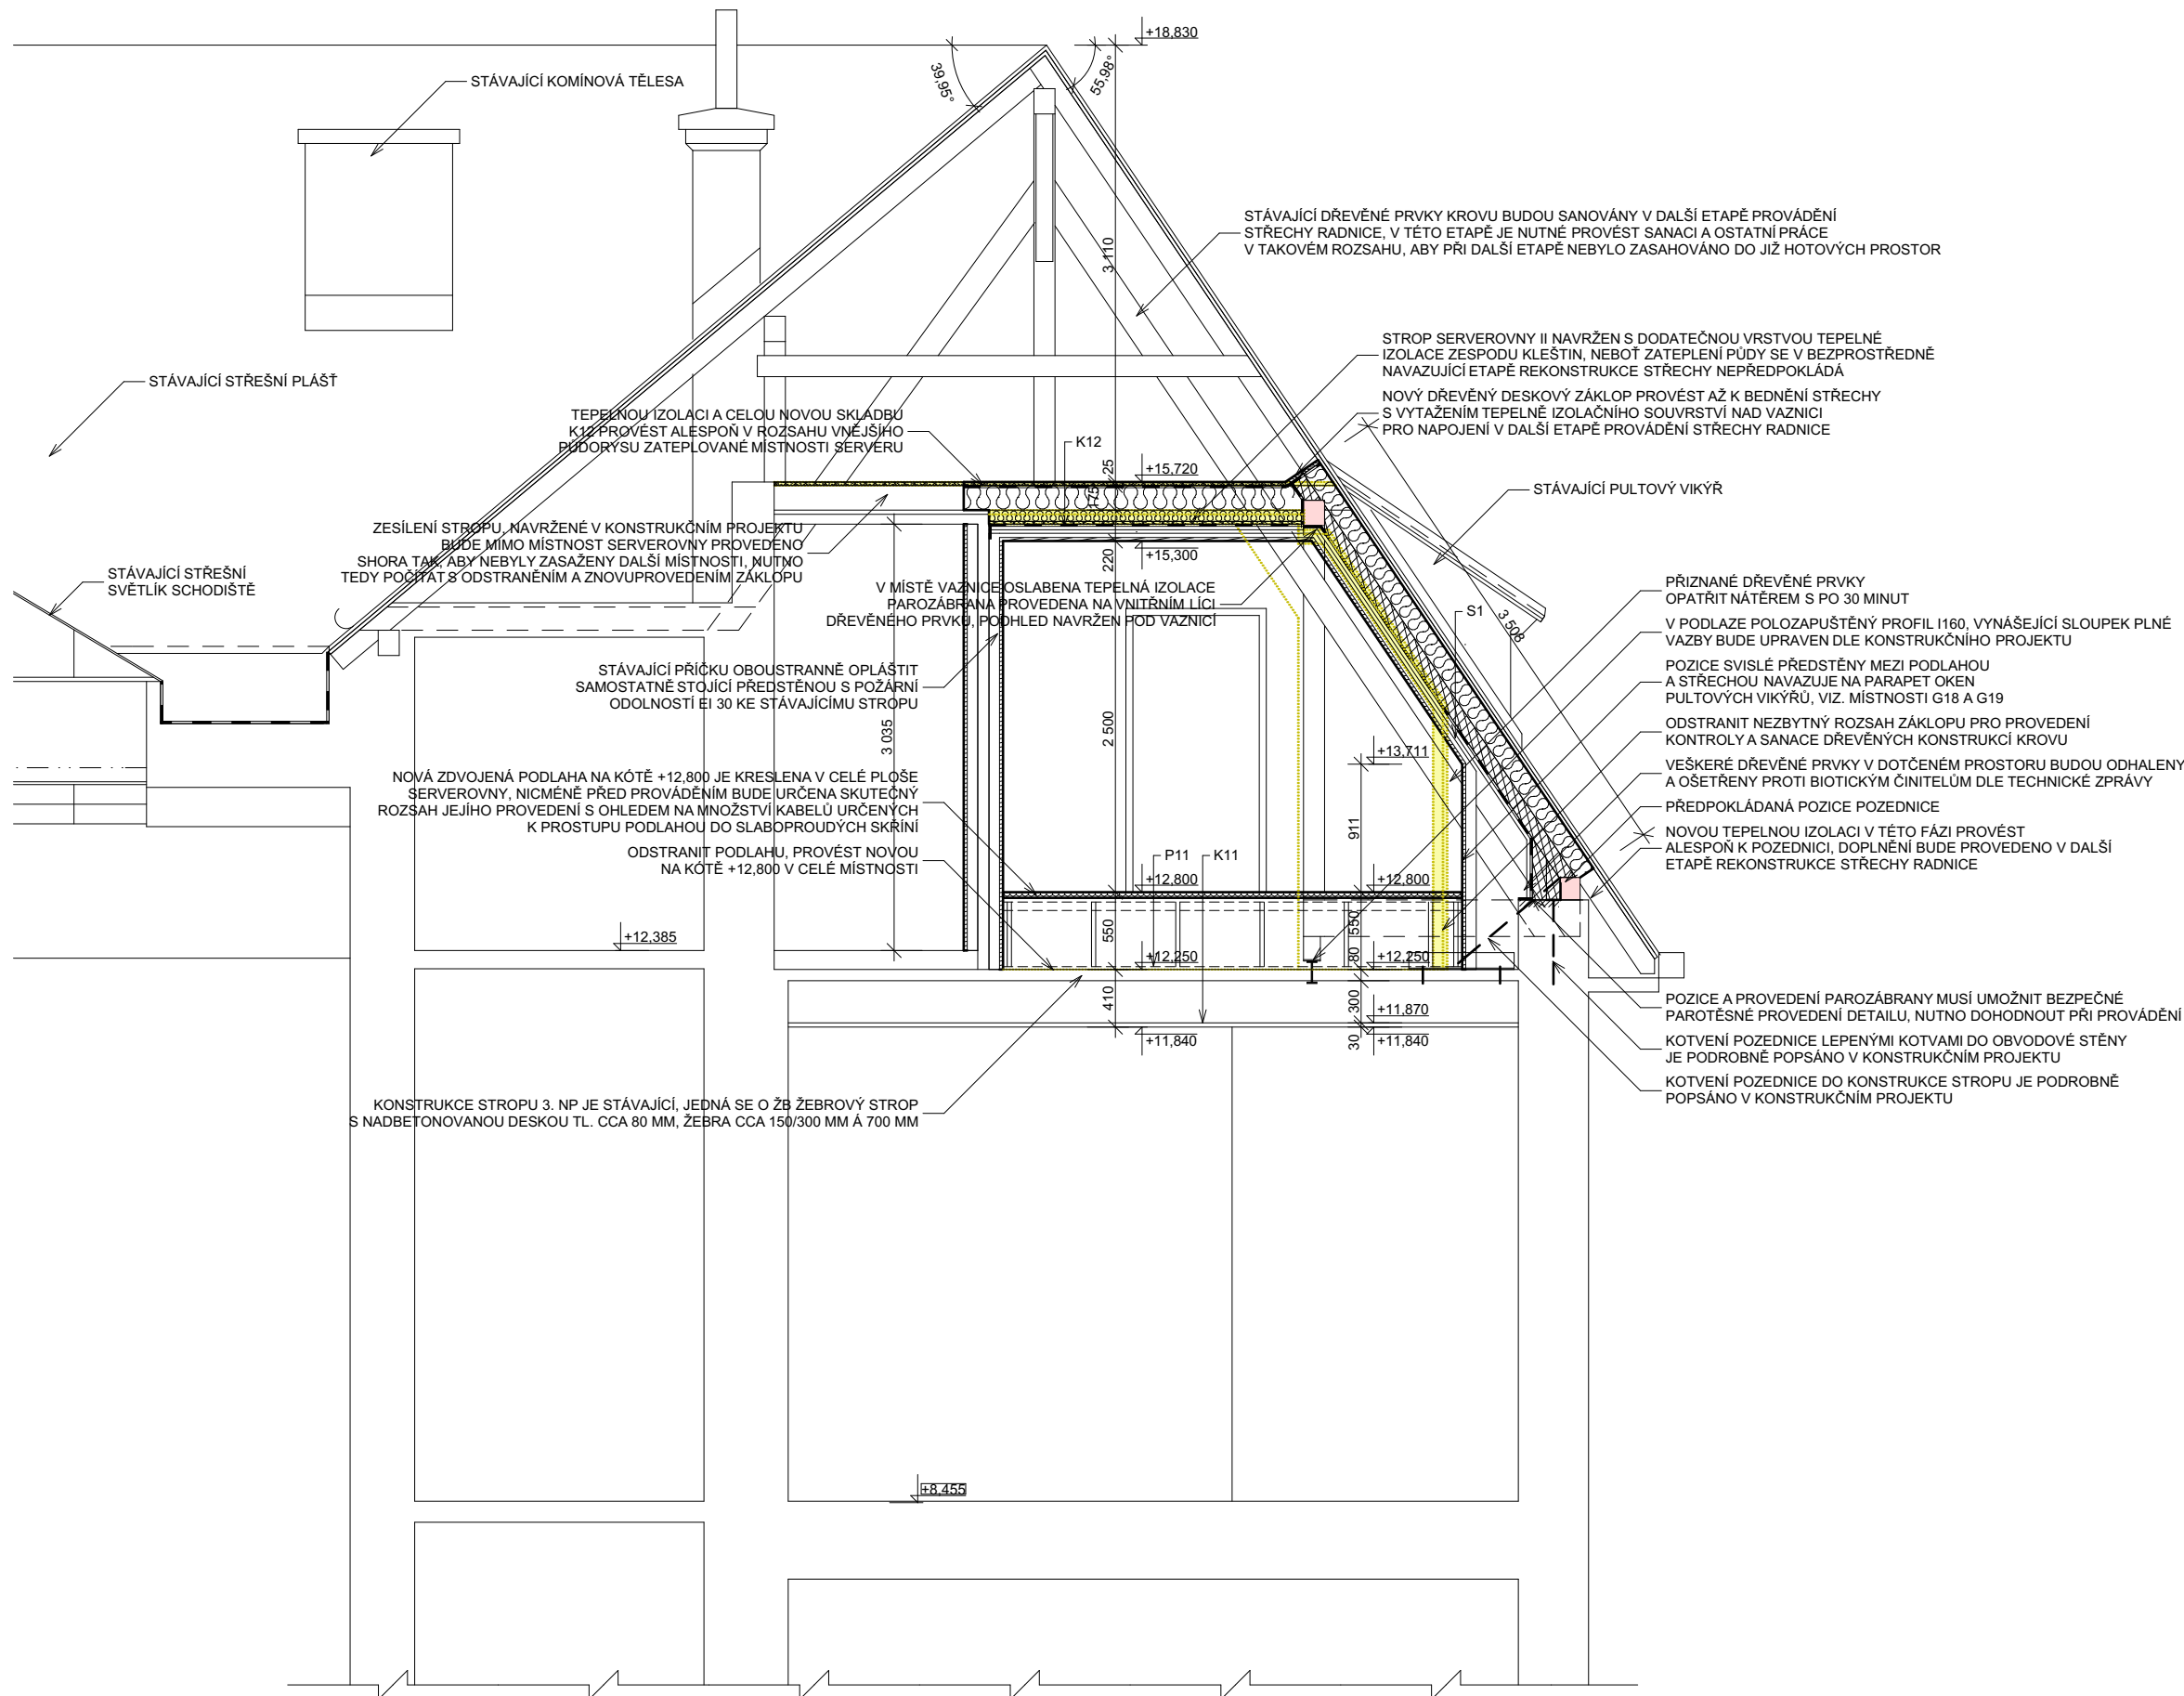 +18,830
39,95°
55,98°
STÁVAJÍCÍ KOMÍNOVÁ TĚLESA
STÁVAJÍCÍ DŘEVĚNÉ PRVKY KROVU BUDOU SANOVÁNY V DALŠÍ ETAPĚ PROVÁDĚNÍ
STŘECHY RADNICE, V TÉTO ETAPĚ JE NUTNÉ PROVÉST SANACI A OSTATNÍ PRÁCE
V TAKOVÉM ROZSAHU, ABY PŘI DALŠÍ ETAPĚ NEBYLO ZASAHOVÁNO DO JIŽ HOTOVÝCH PROSTOR
3 110
STROP SERVEROVNY II NAVRŽEN S DODATEČNOU VRSTVOU TEPELNÉ
IZOLACE ZESPODU KLEŠTIN, NEBOŤ ZATEPLENÍ PŮDY SE V BEZPROSTŘEDNĚ
NAVAZUJÍCÍ ETAPĚ REKONSTRUKCE STŘECHY NEPŘEDPOKLÁDÁ
STÁVAJÍCÍ STŘEŠNÍ PLÁŠŤ
NOVÝ DŘEVĚNÝ DESKOVÝ ZÁKLOP PROVÉST AŽ K BEDNĚNÍ STŘECHY
S VYTAŽENÍM TEPELNĚ IZOLAČNÍHO SOUVRSTVÍ NAD VAZNICI
PRO NAPOJENÍ V DALŠÍ ETAPĚ PROVÁDĚNÍ STŘECHY RADNICE
TEPELNOU IZOLACI A CELOU NOVOU SKLADBU
K12 PROVÉST ALESPOŇ V ROZSAHU VNĚJŠÍHO
PŮDORYSU ZATEPLOVANÉ MÍSTNOSTI SERVERU
K12
25
+15,720
175
STÁVAJÍCÍ PULTOVÝ VIKÝŘ
ZESÍLENÍ STROPU, NAVRŽENÉ V KONSTRUKČNÍM PROJEKTU
BUDE MIMO MÍSTNOST SERVEROVNY PROVEDENO
SHORA TAK, ABY NEBYLY ZASAŽENY DALŠÍ MÍSTNOSTI, NUTNO
TEDY POČÍTAT S ODSTRANĚNÍM A ZNOVUPROVEDENÍM ZÁKLOPU
220
+15,300
STÁVAJÍCÍ STŘEŠNÍ
SVĚTLÍK SCHODIŠTĚ
V MÍSTĚ VAZNICE OSLABENA TEPELNÁ IZOLACE
PAROZÁBRANA PROVEDENA NA VNITŘNÍM LÍCI
DŘEVĚNÉHO PRVKU, PODHLED NAVRŽEN POD VAZNICÍ
S1
3 508
PŘIZNANÉ DŘEVĚNÉ PRVKY
OPATŘIT NÁTĚREM S PO 30 MINUT
V PODLAZE POLOZAPUŠTĚNÝ PROFIL I160, VYNÁŠEJÍCÍ SLOUPEK PLNÉ
VAZBY BUDE UPRAVEN DLE KONSTRUKČNÍHO PROJEKTU
STÁVAJÍCÍ PŘÍČKU OBOUSTRANNĚ OPLÁŠTIT
SAMOSTATNĚ STOJÍCÍ PŘEDSTĚNOU S POŽÁRNÍ
ODOLNOSTÍ EI 30 KE STÁVAJÍCÍMU STROPU
POZICE SVISLÉ PŘEDSTĚNY MEZI PODLAHOU
A STŘECHOU NAVAZUJE NA PARAPET OKEN
PULTOVÝCH VIKÝŘŮ, VIZ. MÍSTNOSTI G18 A G19
3 035
2 500
ODSTRANIT NEZBYTNÝ ROZSAH ZÁKLOPU PRO PROVEDENÍ
KONTROLY A SANACE DŘEVĚNÝCH KONSTRUKCÍ KROVU
+13,711
VEŠKERÉ DŘEVĚNÉ PRVKY V DOTČENÉM PROSTORU BUDOU ODHALENY
A OŠETŘENY PROTI BIOTICKÝM ČINITELŮM DLE TECHNICKÉ ZPRÁVY
NOVÁ ZDVOJENÁ PODLAHA NA KÓTĚ +12,800 JE KRESLENA V CELÉ PLOŠE
SERVEROVNY, NICMÉNĚ PŘED PROVÁDĚNÍM BUDE URČENA SKUTEČNÝ
ROZSAH JEJÍHO PROVEDENÍ S OHLEDEM NA MNOŽSTVÍ KABELŮ URČENÝCH
K PROSTUPU PODLAHOU DO SLABOPROUDÝCH SKŘÍNÍ
PŘEDPOKLÁDANÁ POZICE POZEDNICE
911
NOVOU TEPELNOU IZOLACI V TÉTO FÁZI PROVÉST
ALESPOŇ K POZEDNICI, DOPLNĚNÍ BUDE PROVEDENO V DALŠÍ
ETAPĚ REKONSTRUKCE STŘECHY RADNICE
ODSTRANIT PODLAHU, PROVÉST NOVOU
NA KÓTĚ +12,800 V CELÉ MÍSTNOSTI
P11
K11
+12,800
+12,800
+12,385
550
550
+12,250
80
+12,250
410
300
+11,870
+11,840
30
+11,840
POZICE A PROVEDENÍ PAROZÁBRANY MUSÍ UMOŽNIT BEZPEČNÉ
PAROTĚSNÉ PROVEDENÍ DETAILU, NUTNO DOHODNOUT PŘI PROVÁDĚNÍ
KOTVENÍ POZEDNICE LEPENÝMI KOTVAMI DO OBVODOVÉ STĚNY
JE PODROBNĚ POPSÁNO V KONSTRUKČNÍM PROJEKTU
KOTVENÍ POZEDNICE DO KONSTRUKCE STROPU JE PODROBNĚ
POPSÁNO V KONSTRUKČNÍM PROJEKTU
KONSTRUKCE STROPU 3. NP JE STÁVAJÍCÍ, JEDNÁ SE O ŽB ŽEBROVÝ STROP
S NADBETONOVANOU DESKOU TL. CCA 80 MM, ŽEBRA CCA 150/300 MM Á 700 MM
+8,455